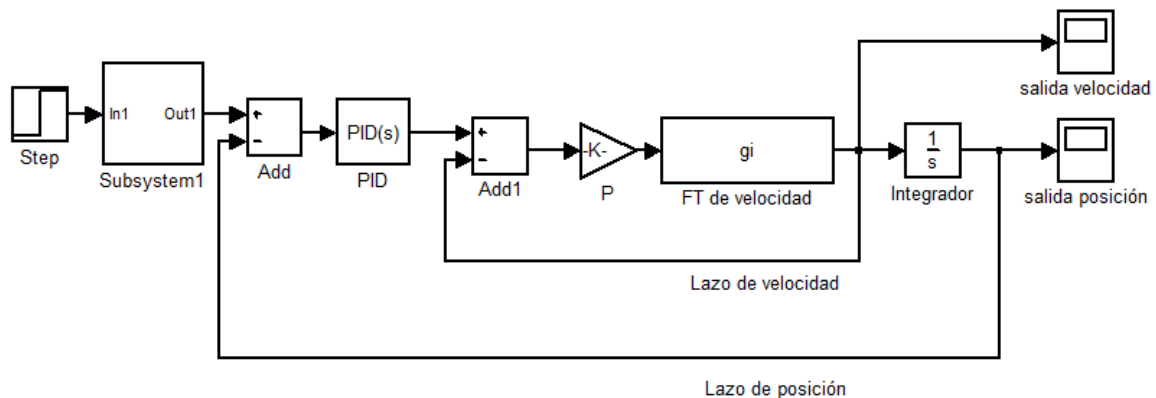 salida velocidad
Step
In1
Out1
Subsystem1
+
−
Add
PID(s)
PID
+
−
Add1
-K-
P
gi
FT de velocidad
1
s
Integrador
salida posición
Lazo de velocidad
Lazo de posición